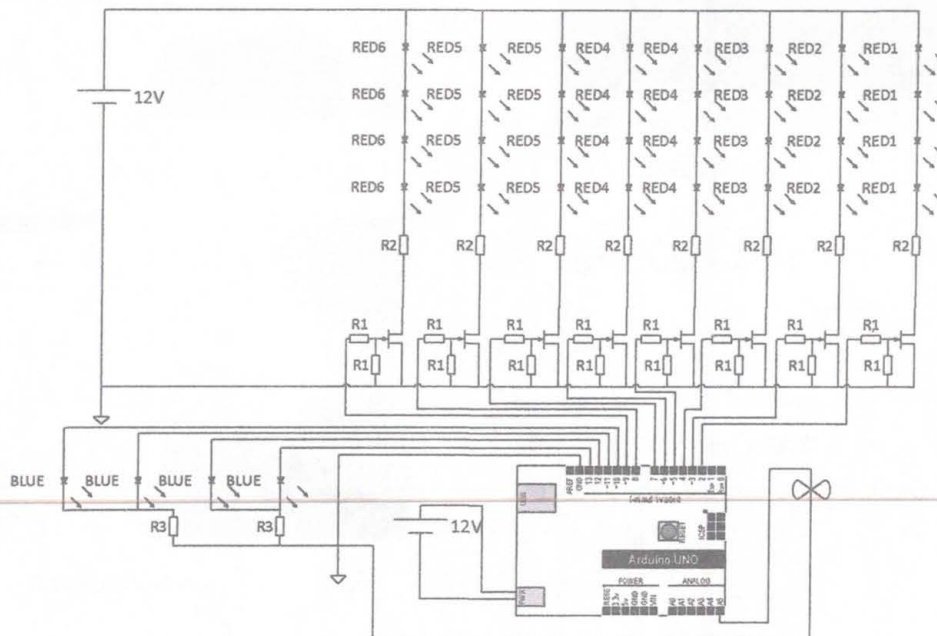 RED6 RED5 RED5 RED4 RED4 RED3 RED2 RED1
12V
RED6 RED5 RED5 RED4 RED4 RED3 RED2 RED1
RED6 RED5 RED5 RED4 RED4 RED3 RED2 RED1
RED6 RED5 RED5 RED4 RED4 RED3 RED2 RED1
R2 R2 R2 R2 R2 R2 R2 R2
R1 R1 R1 R1 R1 R1 R1 R1
R1 R1 R1 R1 R1 R1 R1 R1
AREF GND 13 12 ~11 ~10 ~9 8 7 ~6 ~5 4 ~3 2
BLUE BLUE BLUE BLUE
DIGITAL (PWM~)
R3 R3
12V
RESET
ICSP
Arduino UNO
POWER ANALOG
PWR
3.3V 5V GND GND VIN A0 A1 A2 A3 A4 A5